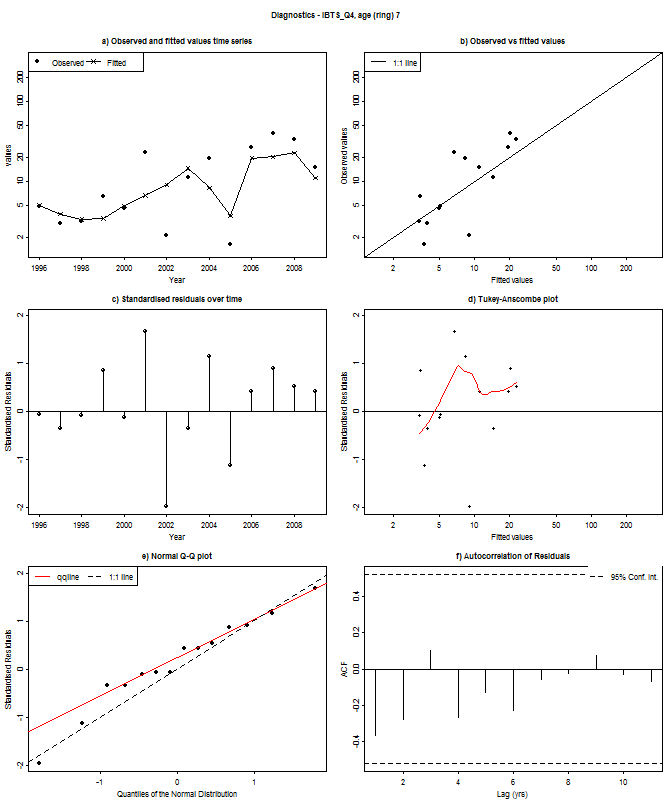 Diagnostics - IBTS_Q4, age (ring) 7
a) Observed and fitted values time series
Observed Fitted
values
2 5 10 20 50 100 200
1996 1998 2000 2002 2004 2006 2008
Year
b) Observed vs fitted values
1:1 line
Observed values
2 5 10 20 50 100 200
2 5 10 20 50 100 200
Fitted values
c) Standardised residuals over time
Standardised Residuals
-2 -1 0 1 2
1996 1998 2000 2002 2004 2006 2008
Year
d) Tukey-Anscombe plot
Standardised Residuals
-2 -1 0 1 2
2 5 10 20 50 100 200
Fitted values
e) Normal Q-Q plot
qqline 1:1 line
Standardised Residuals
-2 -1 0 1 2
-1 0 1
Quantiles of the Normal Distribution
f) Autocorrelation of Residuals
95% Conf. Int.
ACF
-0.4 -0.2 0.0 0.2 0.4
2 4 6 8 10
Lag (yrs)